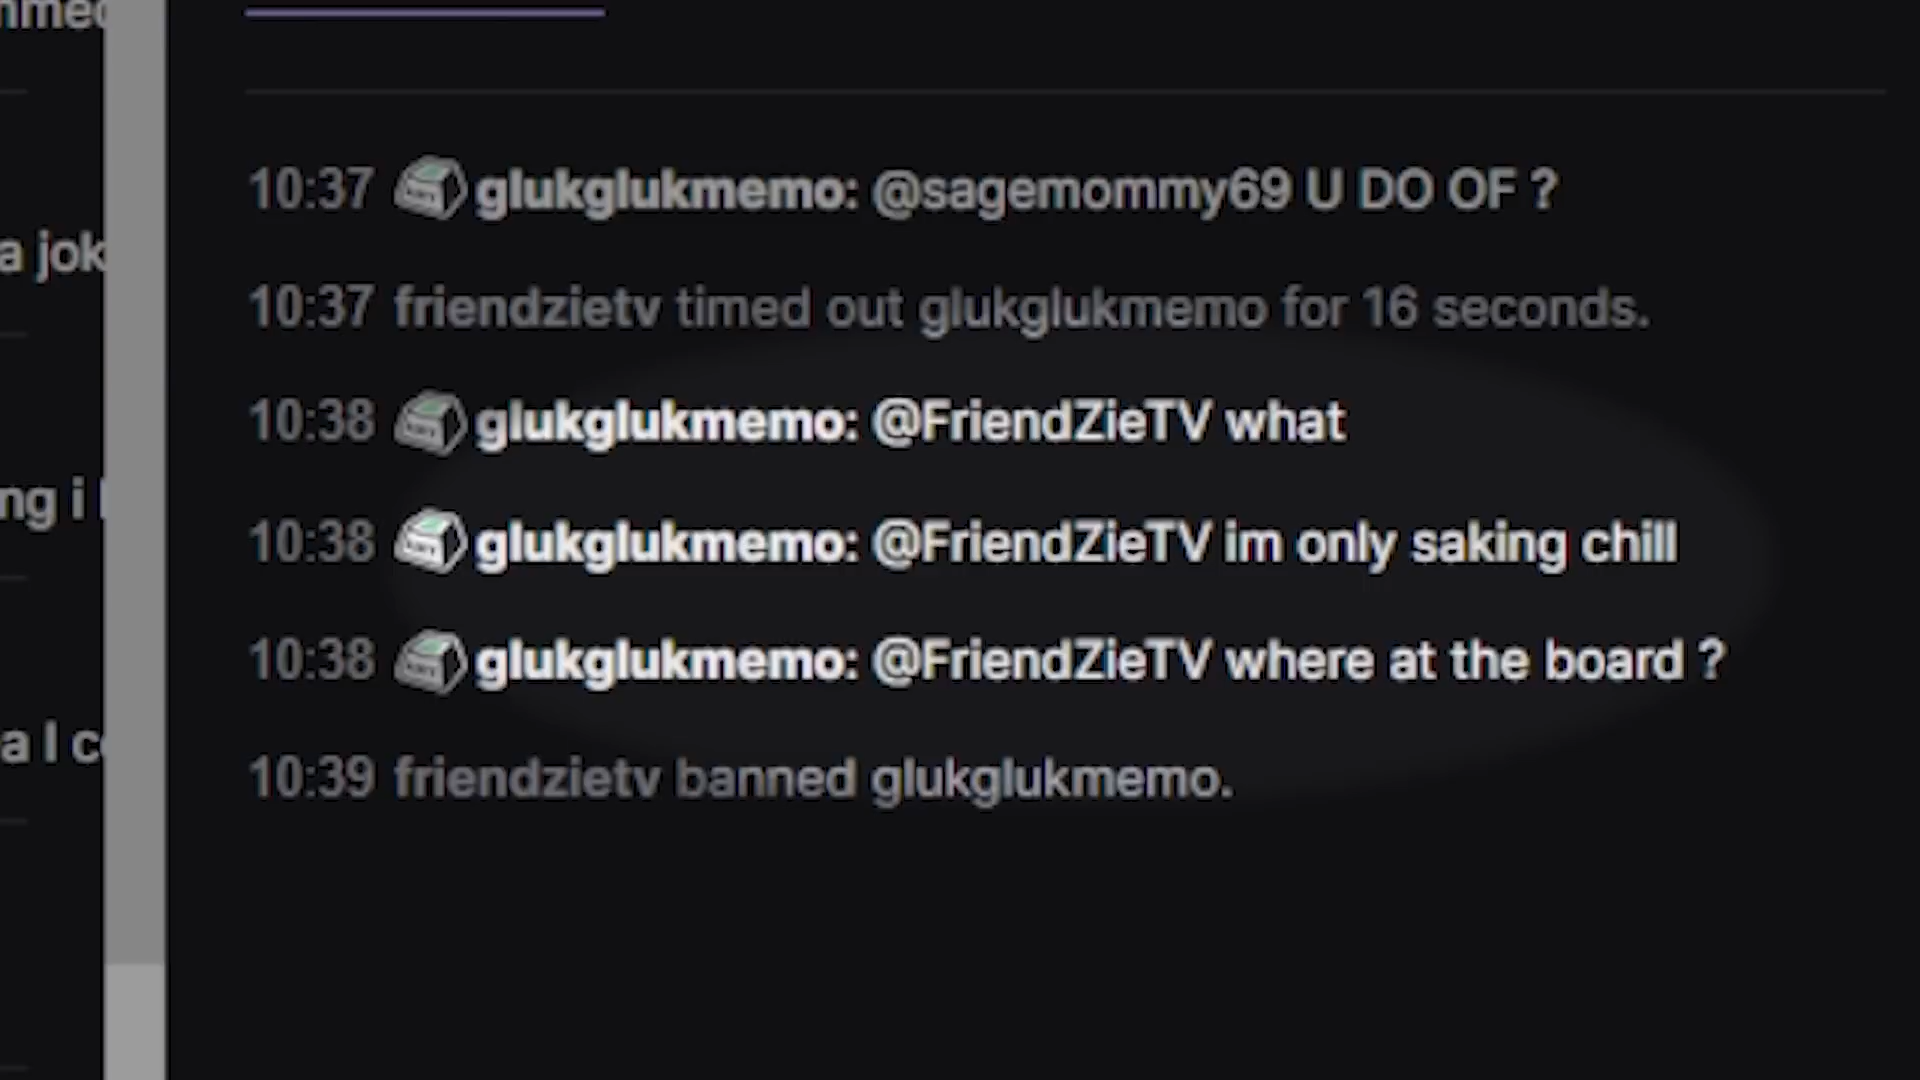 a jok
ng i
a I c
10:37 glukglukmemo: @sagemommy69 U DO OF ?
10:37 friendzietv timed out glukglukmemo for 16 seconds.
10:38 glukglukmemo: @FriendZieTV what
10:38 glukglukmemo: @FriendZieTV im only saking chill
10:38 glukglukmemo: @FriendZieTV where at the board ?
10:39 friendzietv banned glukglukmemo.